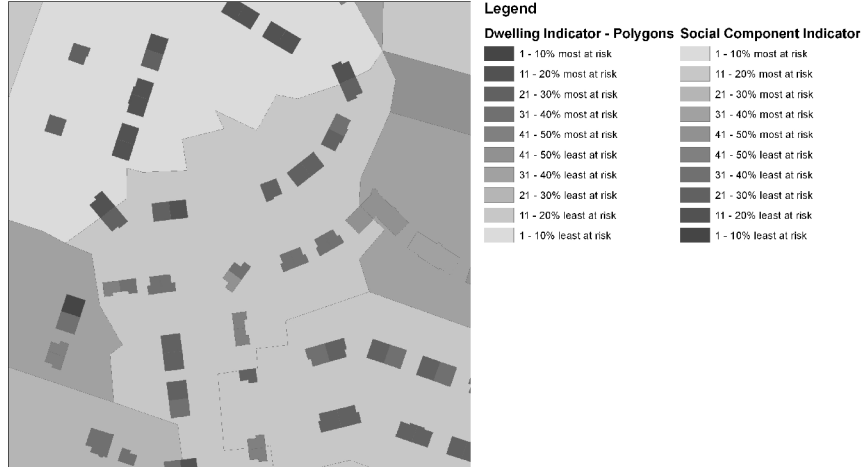 Legend
Dwelling Indicator - Polygons
1 - 10% most at risk
11 - 20% most at risk
21 - 30% most at risk
31 - 40% most at risk
41 - 50% most at risk
41 - 50% least at risk
31 - 40% least at risk
21 - 30% least at risk
11 - 20% least at risk
1 - 10% least at risk
Social Component Indicator
1 - 10% most at risk
11 - 20% most at risk
21 - 30% most at risk
31 - 40% most at risk
41 - 50% most at risk
41 - 50% least at risk
31 - 40% least at risk
21 - 30% least at risk
11 - 20% least at risk
1 - 10% least at risk